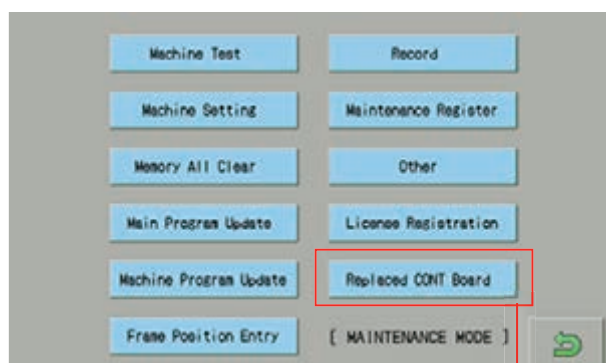 Machine Test
Record
Machine Setting
Maintenance Register
Memory All Clear
Other
Main Program Update
License Registration
Machine Program Update
Replaced CONT Board
Frame Position Entry
[ MAINTENANCE MODE ]